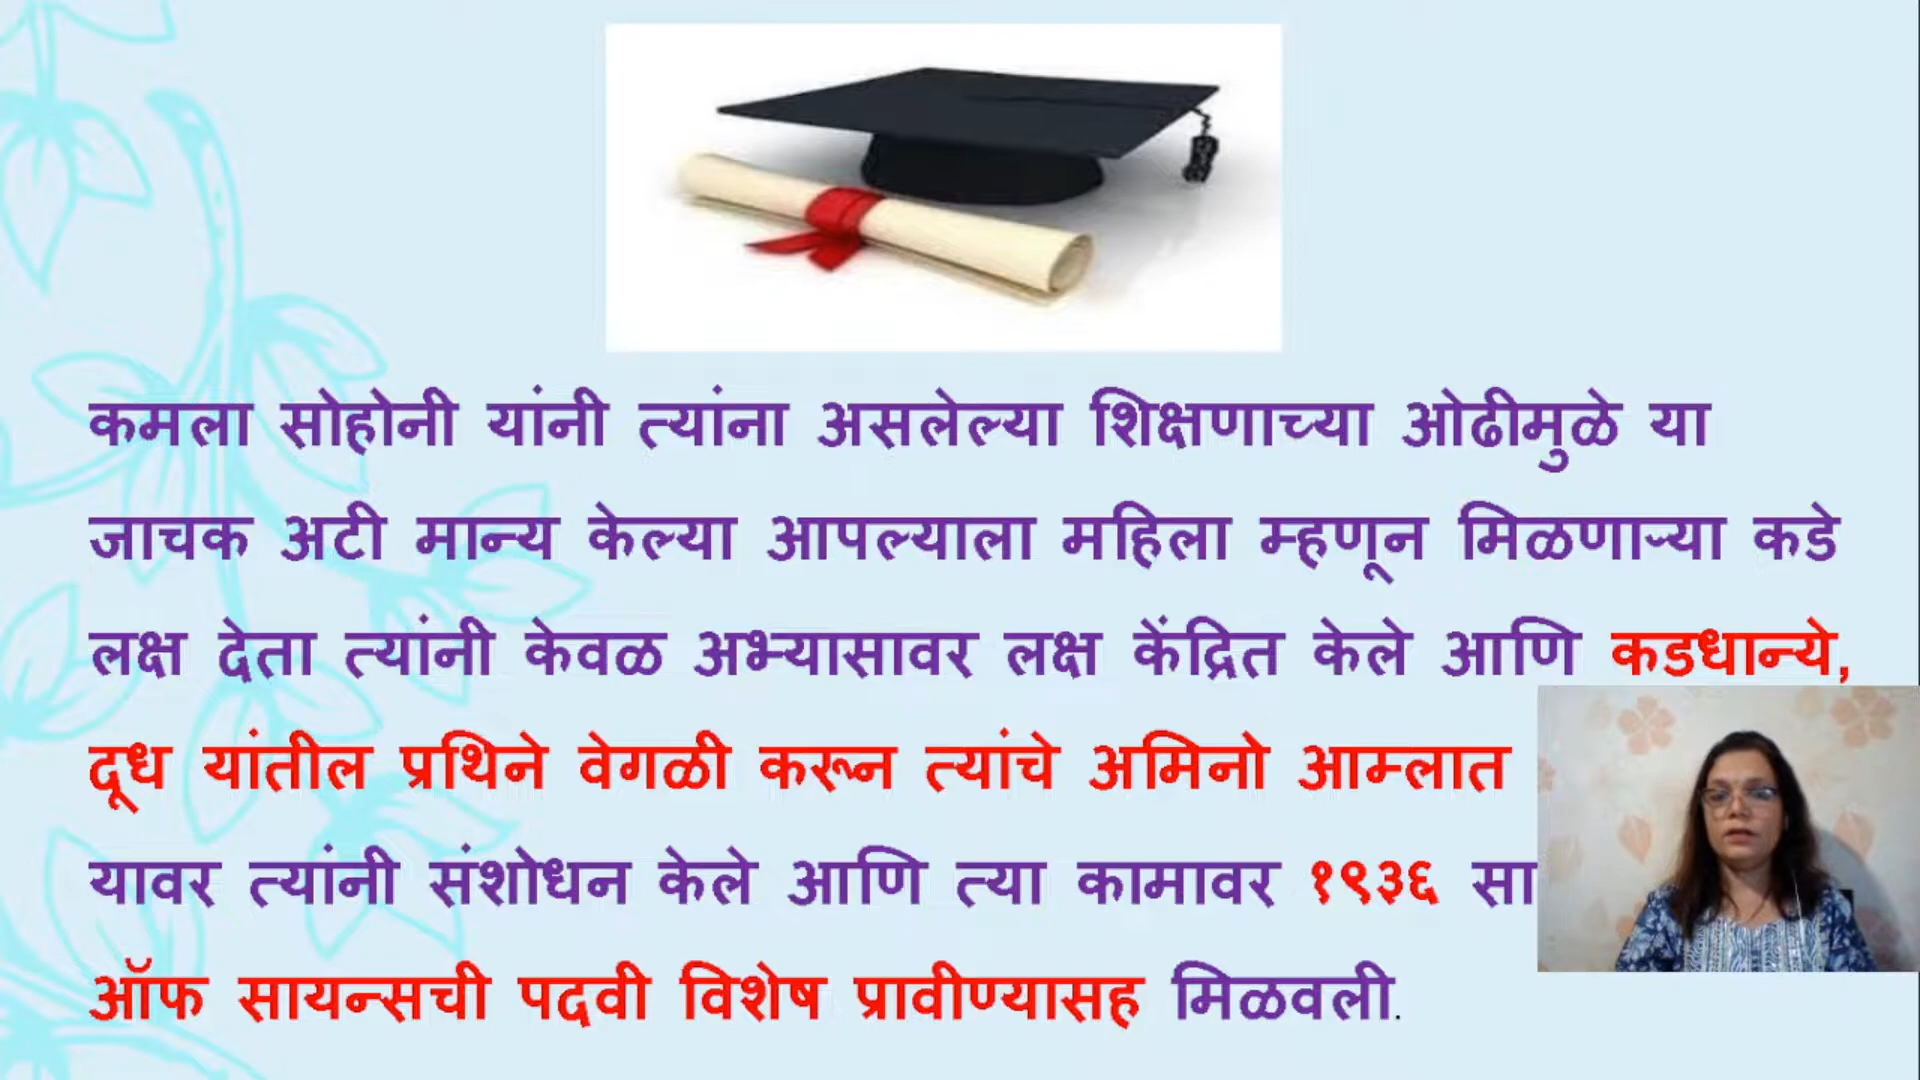 कमला सोहोनी यांनी त्यांना असलेल्या शिक्षणाच्या ओढीमुळे या
जाचक अटी मान्य केल्या आपल्याला महिला म्हणून मिळणाऱ्या कडे
लक्ष देता त्यांनी केवळ अभ्यासावर लक्ष केंद्रित केले आणि कडधान्ये,
दूध यांतील प्रथिने वेगळी करून त्यांचे अमिनो आम्लात
यावर त्यांनी संशोधन केले आणि त्या कामावर १९३६
ऑफ सायन्सची पदवी विशेष प्रावीण्यासह मिळवली.